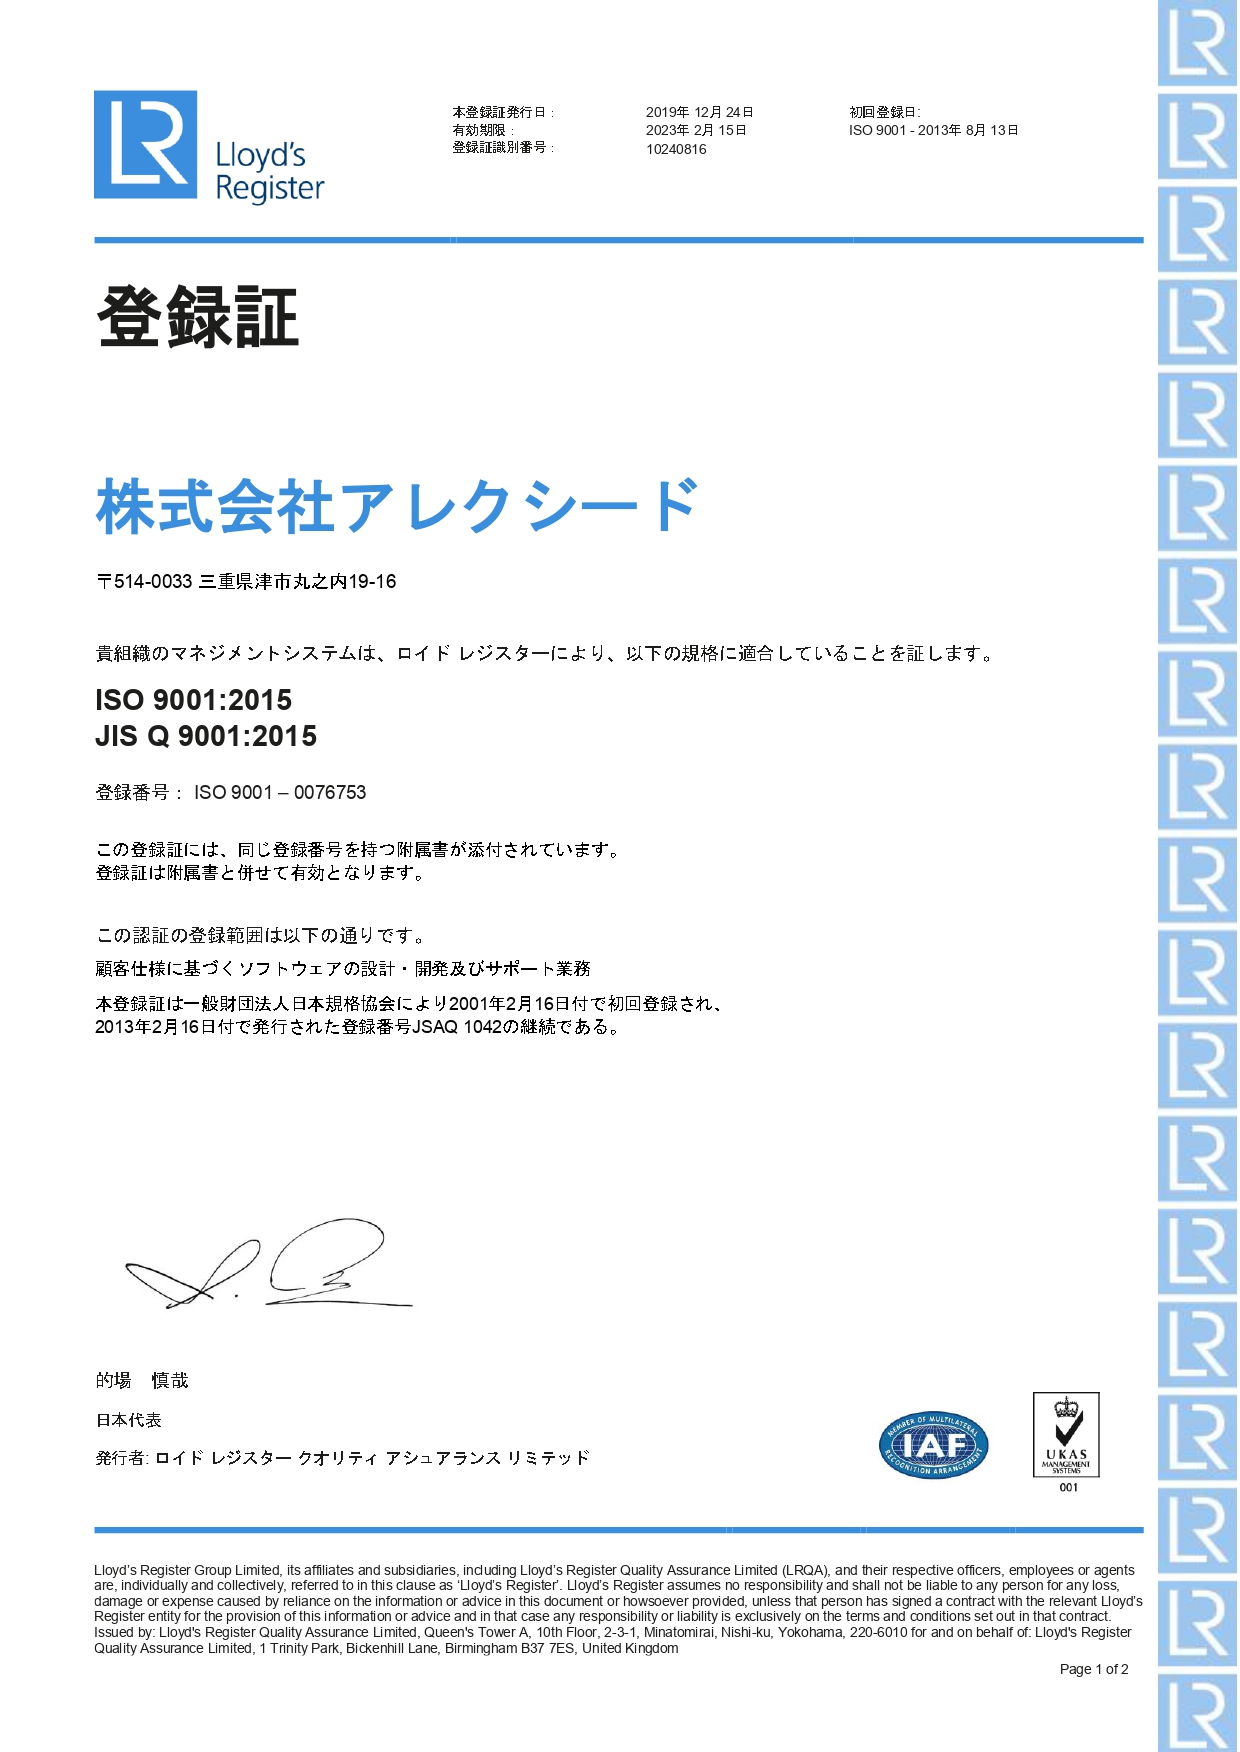 Lloyd's
Register
本登録証発行日 : 2019年 12月 24日 初回登録日:
有効期限 : 2023年 2月 15日 ISO 9001 - 2013年 8月 13日
登録証識別番号 : 10240816
登録証
株式会社アレクシード
〒514-0033 三重県津市丸之内19-16
貴組織のマネジメントシステムは、ロイド レジスターにより、以下の規格に適合していることを証します。
ISO 9001:2015
JIS Q 9001:2015
登録番号 : ISO 9001 – 0076753
この登録証には、同じ登録番号を持つ附属書が添付されています。
登録証は附属書と併せて有効となります。
この認証の登録範囲は以下の通りです。
顧客仕様に基づくソフトウェアの設計・開発及びサポート業務
本登録証は一般財団法人日本規格協会により2001年2月16日付で初回登録され、
2013年2月16日付で発行された登録番号JSAQ 1042の継続である。
的場 慎哉
日本代表
発行者: ロイド レジスター クオリティ アシュアランス リミテッド
MEMBER OF MULTILATERAL
IAF
RECOGNITION ARRANGEMENT
UKAS
MANAGEMENT
SYSTEMS
001
Lloyd's Register Group Limited, its affiliates and subsidiaries, including Lloyd's Register Quality Assurance Limited (LRQA), and their respective officers, employees or agents
are, individually and collectively, referred to in this clause as ‘Lloyd's Register’. Lloyd's Register assumes no responsibility and shall not be liable to any person for any loss,
damage or expense caused by reliance on the information or advice in this document or howsoever provided, unless that person has signed a contract with the relevant Lloyd's
Register entity for the provision of this information or advice and in that case any responsibility or liability is exclusively on the terms and conditions set out in that contract.
Issued by: Lloyd's Register Quality Assurance Limited, Queen's Tower A, 10th Floor, 2-3-1, Minatomirai, Nishi-ku, Yokohama, 220-6010 for and on behalf of: Lloyd's Register
Quality Assurance Limited, 1 Trinity Park, Bickenhill Lane, Birmingham B37 7ES, United Kingdom
Page 1 of 2